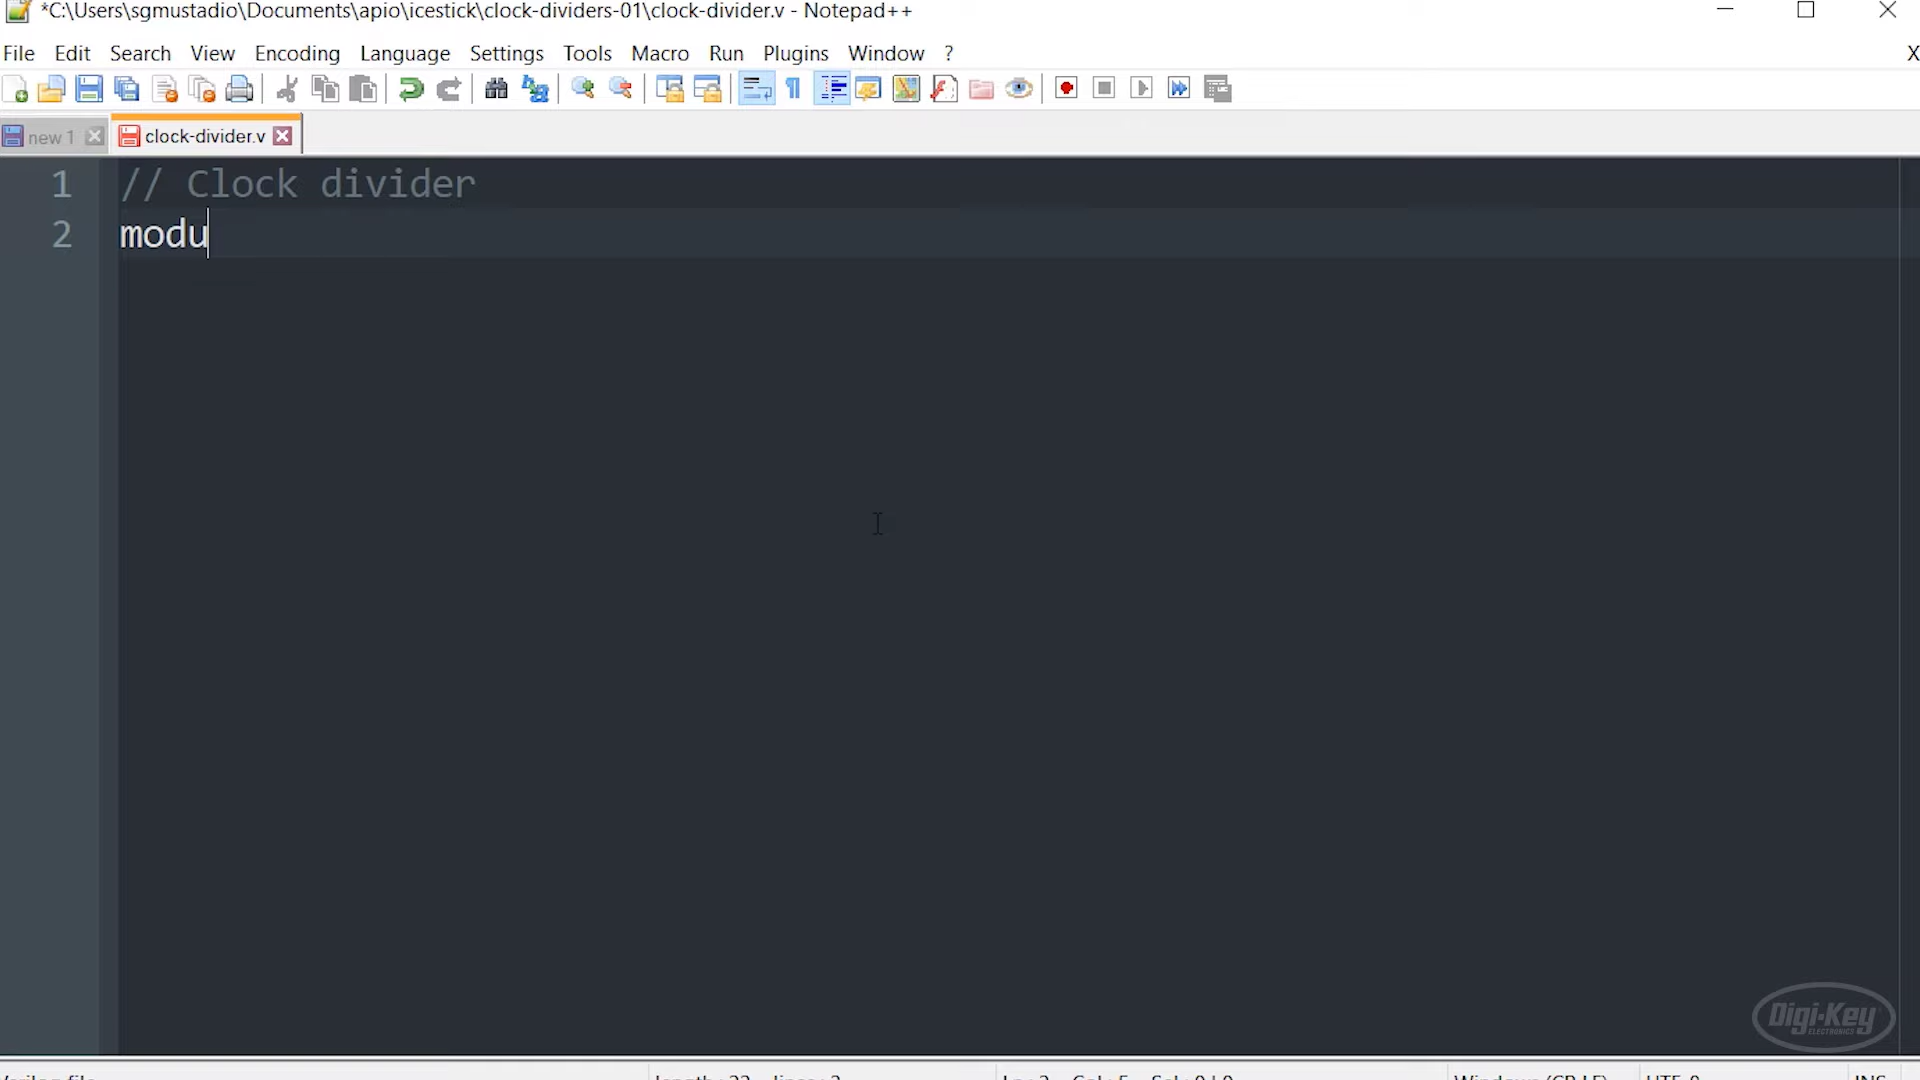 *C:\Users\sgmustadio\Documents\apio\icestick\clock-dividers-01\clock-divider.v - Notepad++
File Edit Search View Encoding Language Settings Tools Macro Run Plugins Window ? X
new 1 clock-divider.v
1 // Clock divider
2 modu
Digi-Key
ELECTRONICS